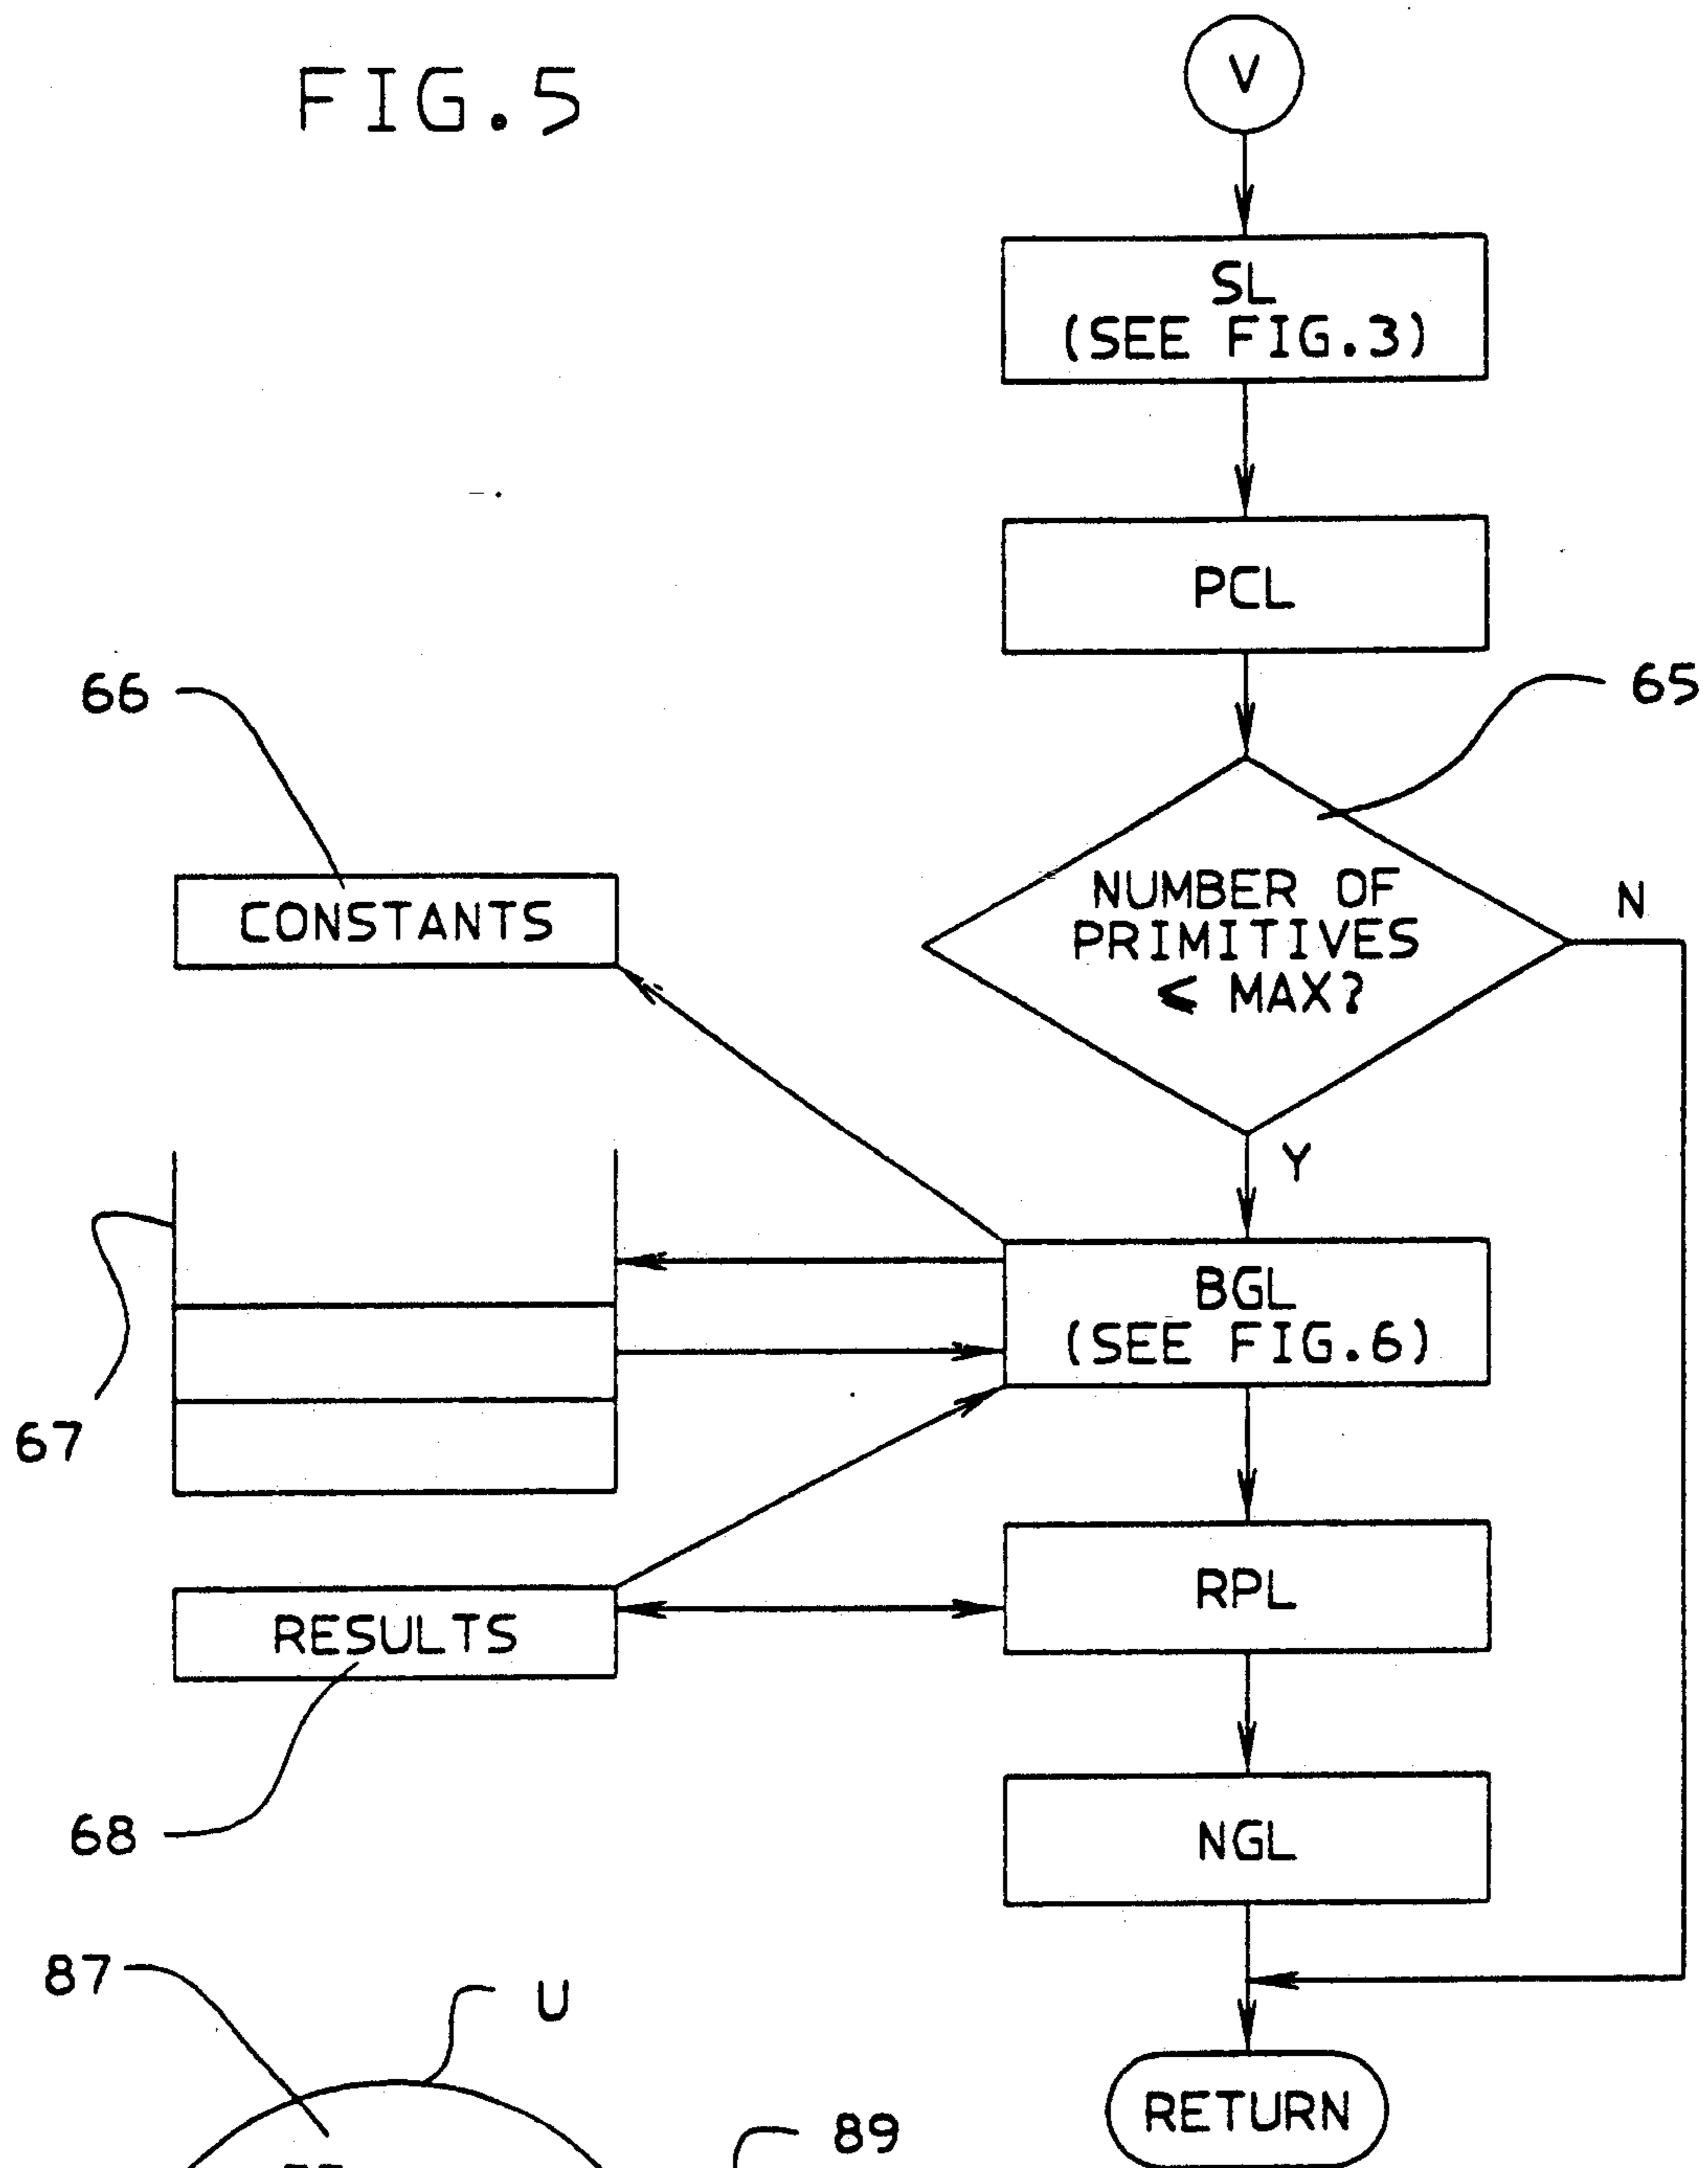 FIG.5
V
SL
(SEE FIG.3)
PCL
66
65
CONSTANTS
NUMBER OF
PRIMITIVES
< MAX?
N
Y
BGL
(SEE FIG.6)
67
RPL
RESULTS
68
NGL
87
U
RETURN
89